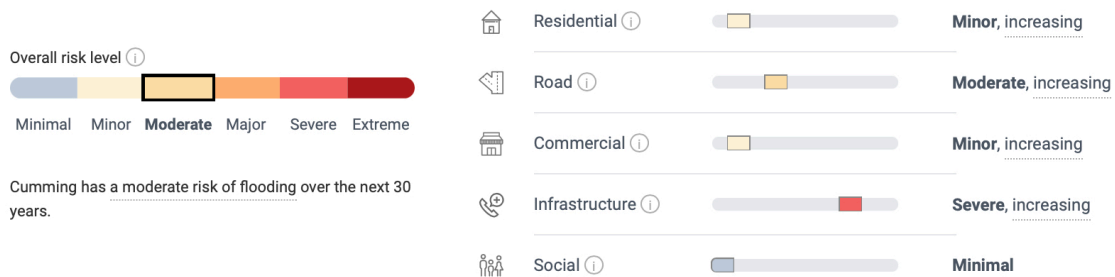 Overall risk level
Minimal Minor Moderate Major Severe Extreme
Cumming has a moderate risk of flooding over the next 30
years.
Residential Minor, increasing
Road Moderate, increasing
Commercial Minor, increasing
Infrastructure Severe, increasing
Social Minimal